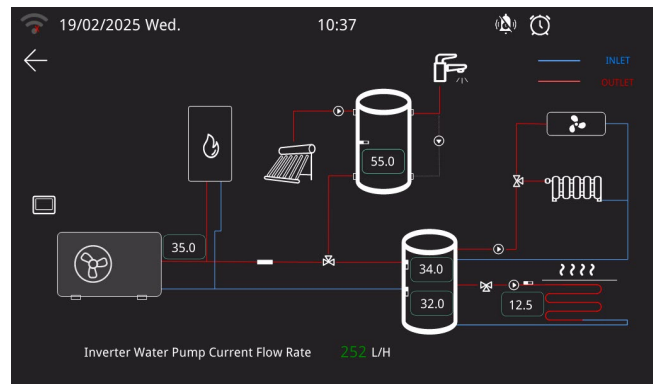 19/02/2025 Wed.
10:37
INLET
OUTLET
55.0
35.0
34.0
32.0
12.5
Inverter Water Pump Current Flow Rate 252 L/H